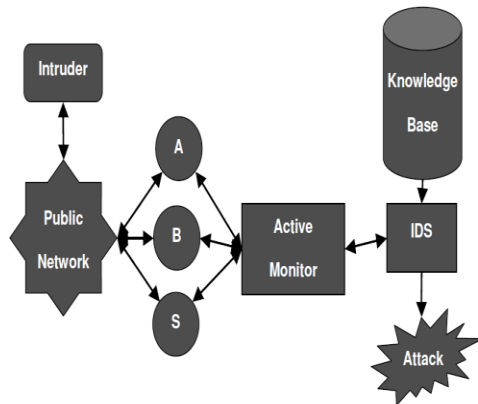 Intruder
Knowledge
Base
A
Public
Network
B
Active
Monitor
IDS
S
Attack